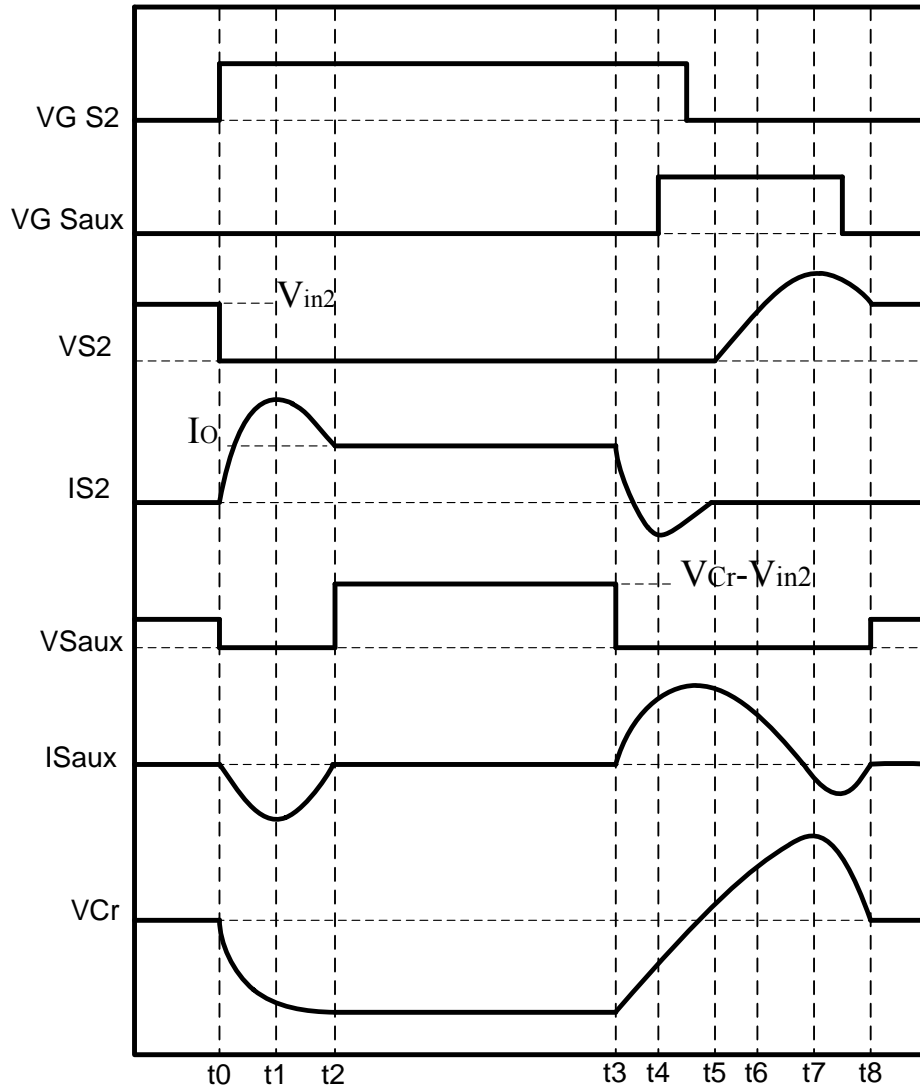 VG S2
VG Saux
Vin2
VS2
IO
IS2
VCr-Vin2
VSaux
ISaux
VCr
t0 t1 t2 t3 t4 t5 t6 t7 t8